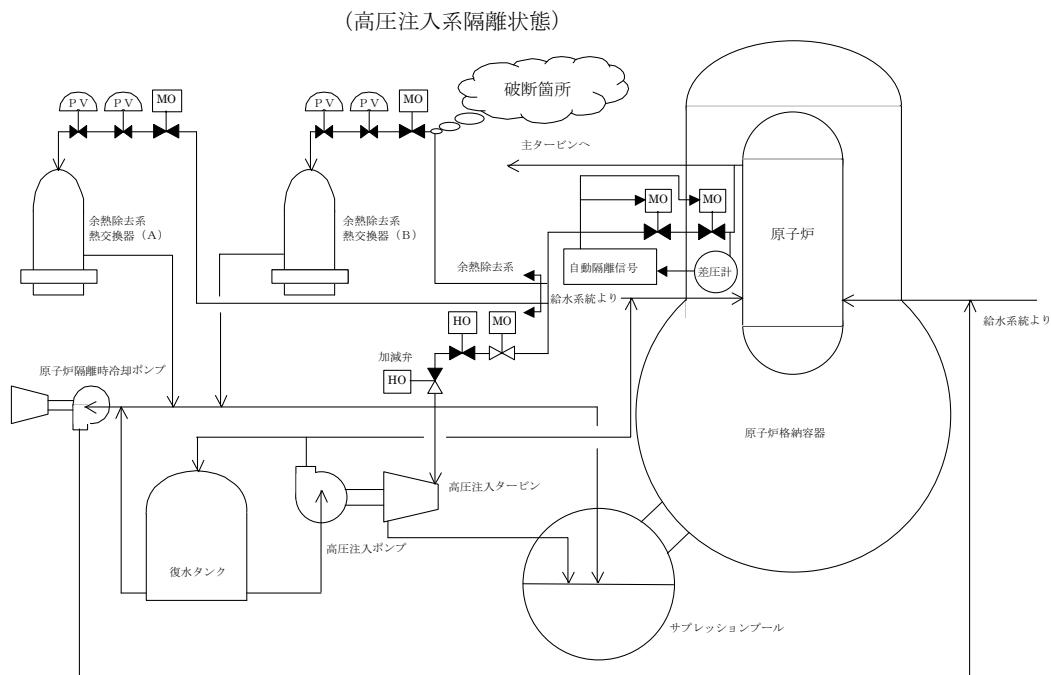 （高圧注入系隔離状態）
破断箇所
ＰＶ
ＰＶ
MO
ＰＶ
ＰＶ
MO
主タービンへ
MO
MO
余熱除去系
熱交換器（A）
余熱除去系
熱交換器（B）
原子炉
余熱除去系
自動隔離信号
差圧計
給水系統より
給水系統より
HO
MO
加減弁
HO
原子炉隔離時冷却ポンプ
原子炉格納容器
高圧注入タービン
高圧注入ポンプ
復水タンク
サプレッションプール